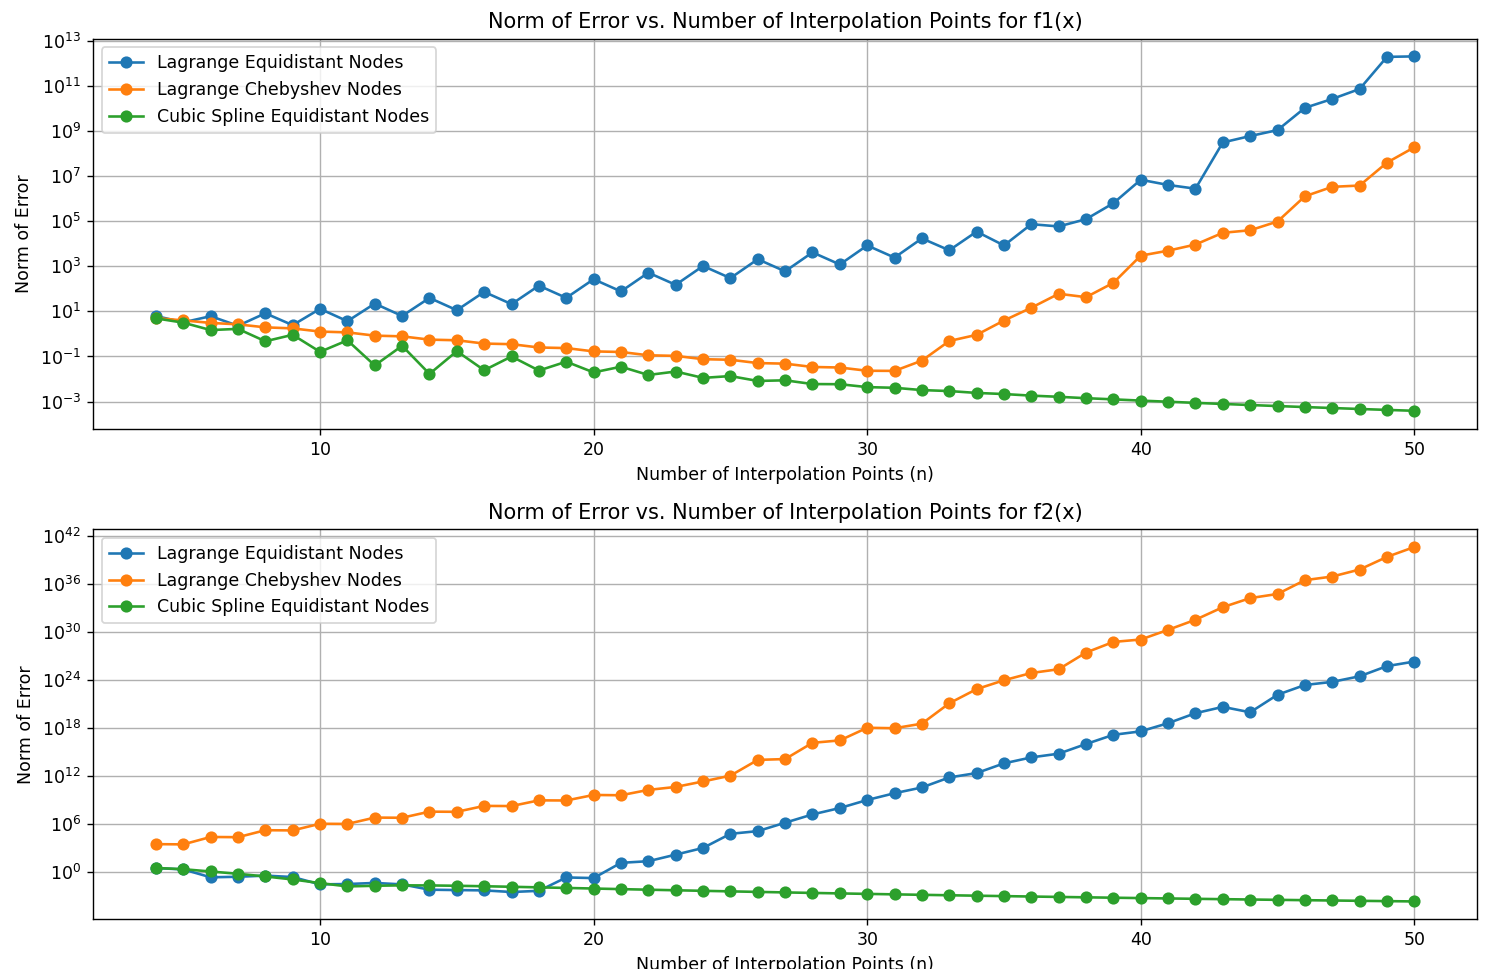 Norm of Error vs. Number of Interpolation Points for f1(x)
Norm of Error
10^13
10^11
10^9
10^7
10^5
10^3
10^1
10^−1
10^−3
Lagrange Equidistant Nodes
Lagrange Chebyshev Nodes
Cubic Spline Equidistant Nodes
10 20 30 40 50
Number of Interpolation Points (n)
Norm of Error vs. Number of Interpolation Points for f2(x)
Norm of Error
10^42
10^36
10^30
10^24
10^18
10^12
10^6
10^0
Lagrange Equidistant Nodes
Lagrange Chebyshev Nodes
Cubic Spline Equidistant Nodes
10 20 30 40 50
Number of Interpolation Points (n)